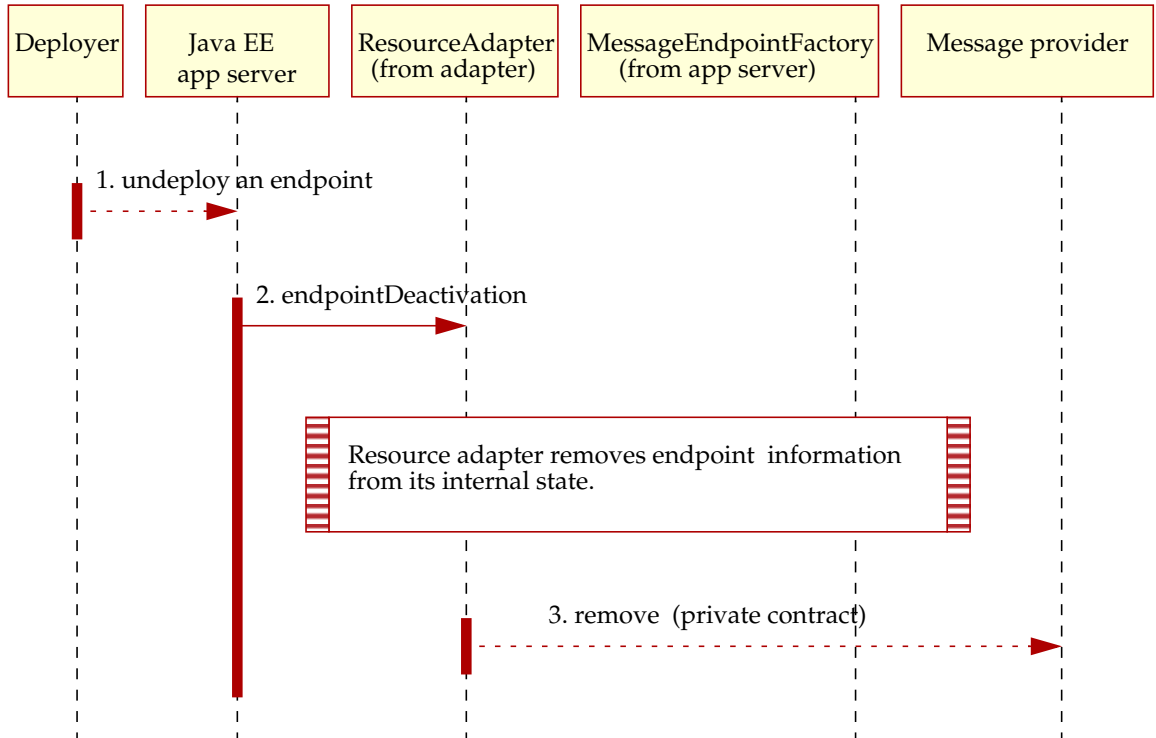 Deployer
Java EE
app server
ResourceAdapter
(from adapter)
MessageEndpointFactory
(from app server)
Message provider
1. undeploy an endpoint
2. endpointDeactivation
Resource adapter removes endpoint  information
from its internal state.
3. remove  (private contract)